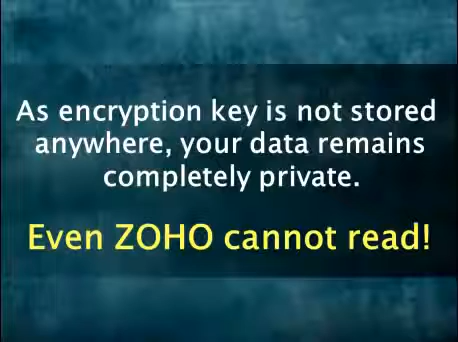 As encryption key is not stored
anywhere, your data remains
completely private.
Even ZOHO cannot read!